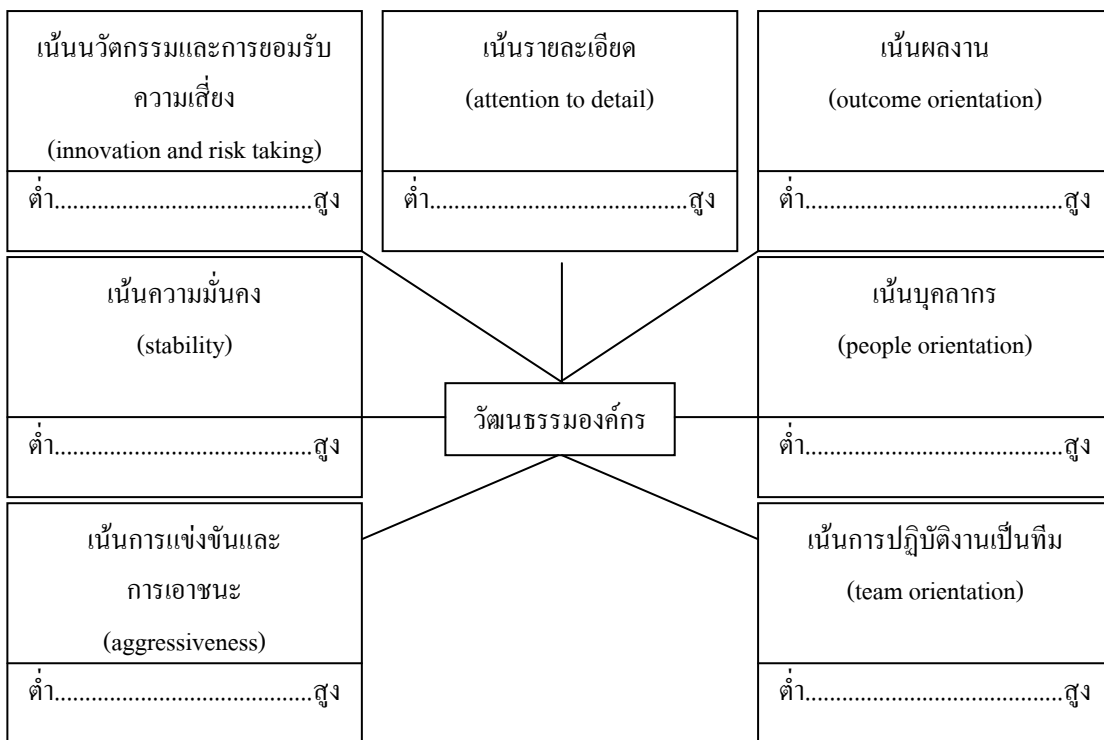 เน้นนวัตกรรมและการยอมรับ
ความเสี่ยง
(innovation and risk taking)
ต่ำ......................................สูง
เน้นรายละเอียด
(attention to detail)
ต่ำ......................................สูง
เน้นผลงาน
(outcome orientation)
ต่ำ......................................สูง
เน้นความมั่นคง
(stability)
ต่ำ......................................สูง
วัฒนธรรมองค์กร
เน้นบุคลากร
(people orientation)
ต่ำ......................................สูง
เน้นการแข่งขันและ
การเอาชนะ
(aggressiveness)
ต่ำ......................................สูง
เน้นการปฏิบัติงานเป็นทีม
(team orientation)
ต่ำ......................................สูง